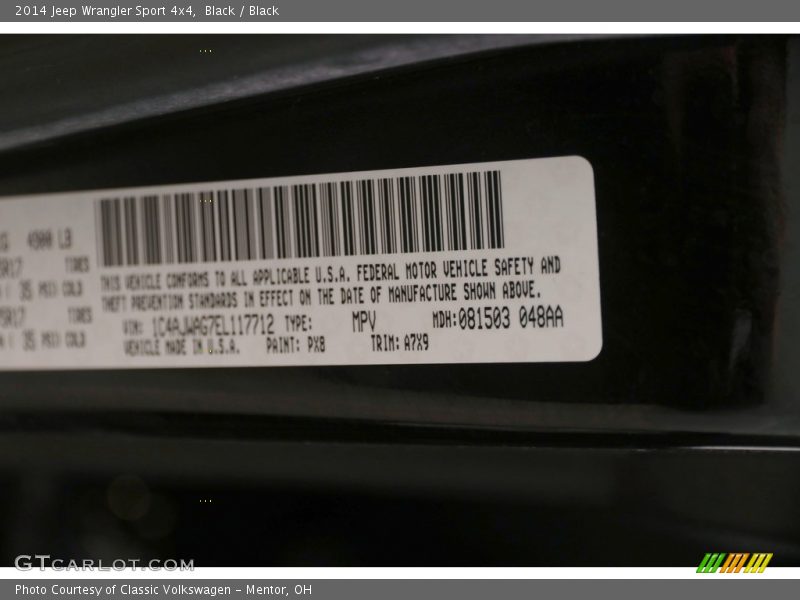 2014 Jeep Wrangler Sport 4x4, Black / Black
4900 LB
TIRES
35 PSI COLD
TIRES
35 PSI COLD
THIS VEHICLE CONFORMS TO ALL APPLICABLE U.S.A. FEDERAL MOTOR VEHICLE SAFETY AND
THEFT PREVENTION STANDARDS IN EFFECT ON THE DATE OF MANUFACTURE SHOWN ABOVE.
VIN: 1C4AJWAG7EL117712 TYPE: MPV MDH:081503 048AA
VEHICLE MADE IN U.S.A. PAINT: PX8 TRIM: A7X9
GTCARLOT.COM
Photo Courtesy of Classic Volkswagen - Mentor, OH